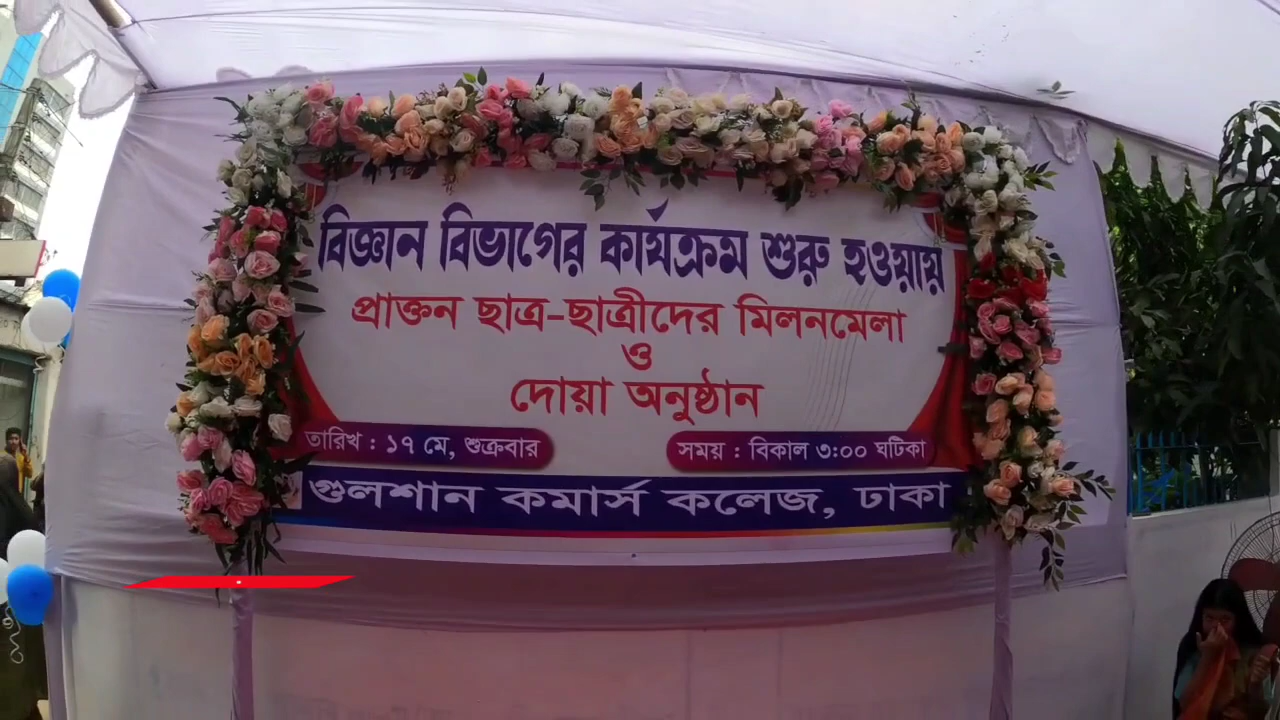 বিজ্ঞান বিভাগের কার্যক্রম শুরু হওয়ায়
প্রাক্তন ছাত্র-ছাত্রীদের মিলনমেলা
ও
দোয়া অনুষ্ঠান
তারিখ : ১৭ মে, শুক্রবার
সময় : বিকাল ৩:০০ ঘটিকা
গুলশান কমার্স কলেজ, ঢাকা